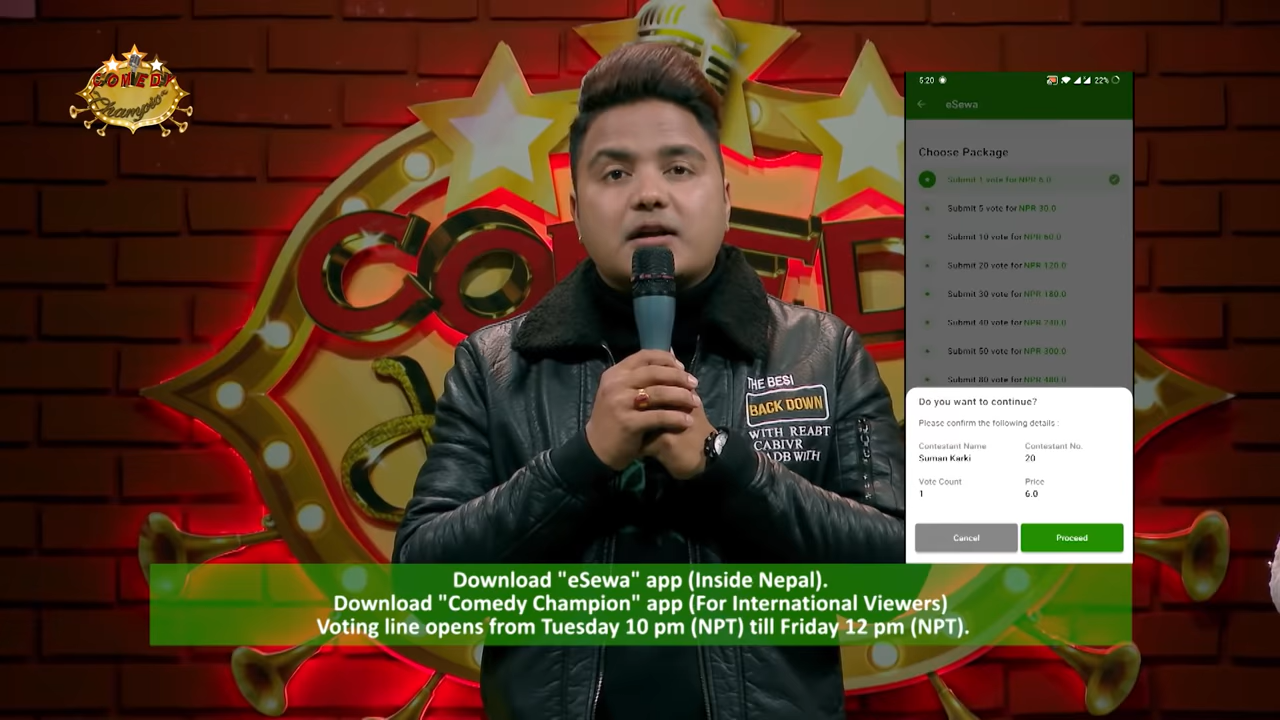 COMEDY
Champion
COMED
THE BESI
BACK DOWN
WITH REABT
CABIVR
ADB WITH
5:20
22%
eSewa
Choose Package
Submit 1 vote for NPR 6.0
Submit 5 vote for NPR 30.0
Submit 10 vote for NPR 60.0
Submit 20 vote for NPR 120.0
Submit 30 vote for NPR 180.0
Submit 40 vote for NPR 240.0
Submit 50 vote for NPR 300.0
Submit 80 vote for NPR 480.0
Do you want to continue?
Please confirm the following details :
Contestant Name Contestant No.
Suman Karki 20
Vote Count Price
1 6.0
Cancel Proceed
Download "eSewa" app (Inside Nepal).
Download "Comedy Champion" app (For International Viewers)
Voting line opens from Tuesday 10 pm (NPT) till Friday 12 pm (NPT).